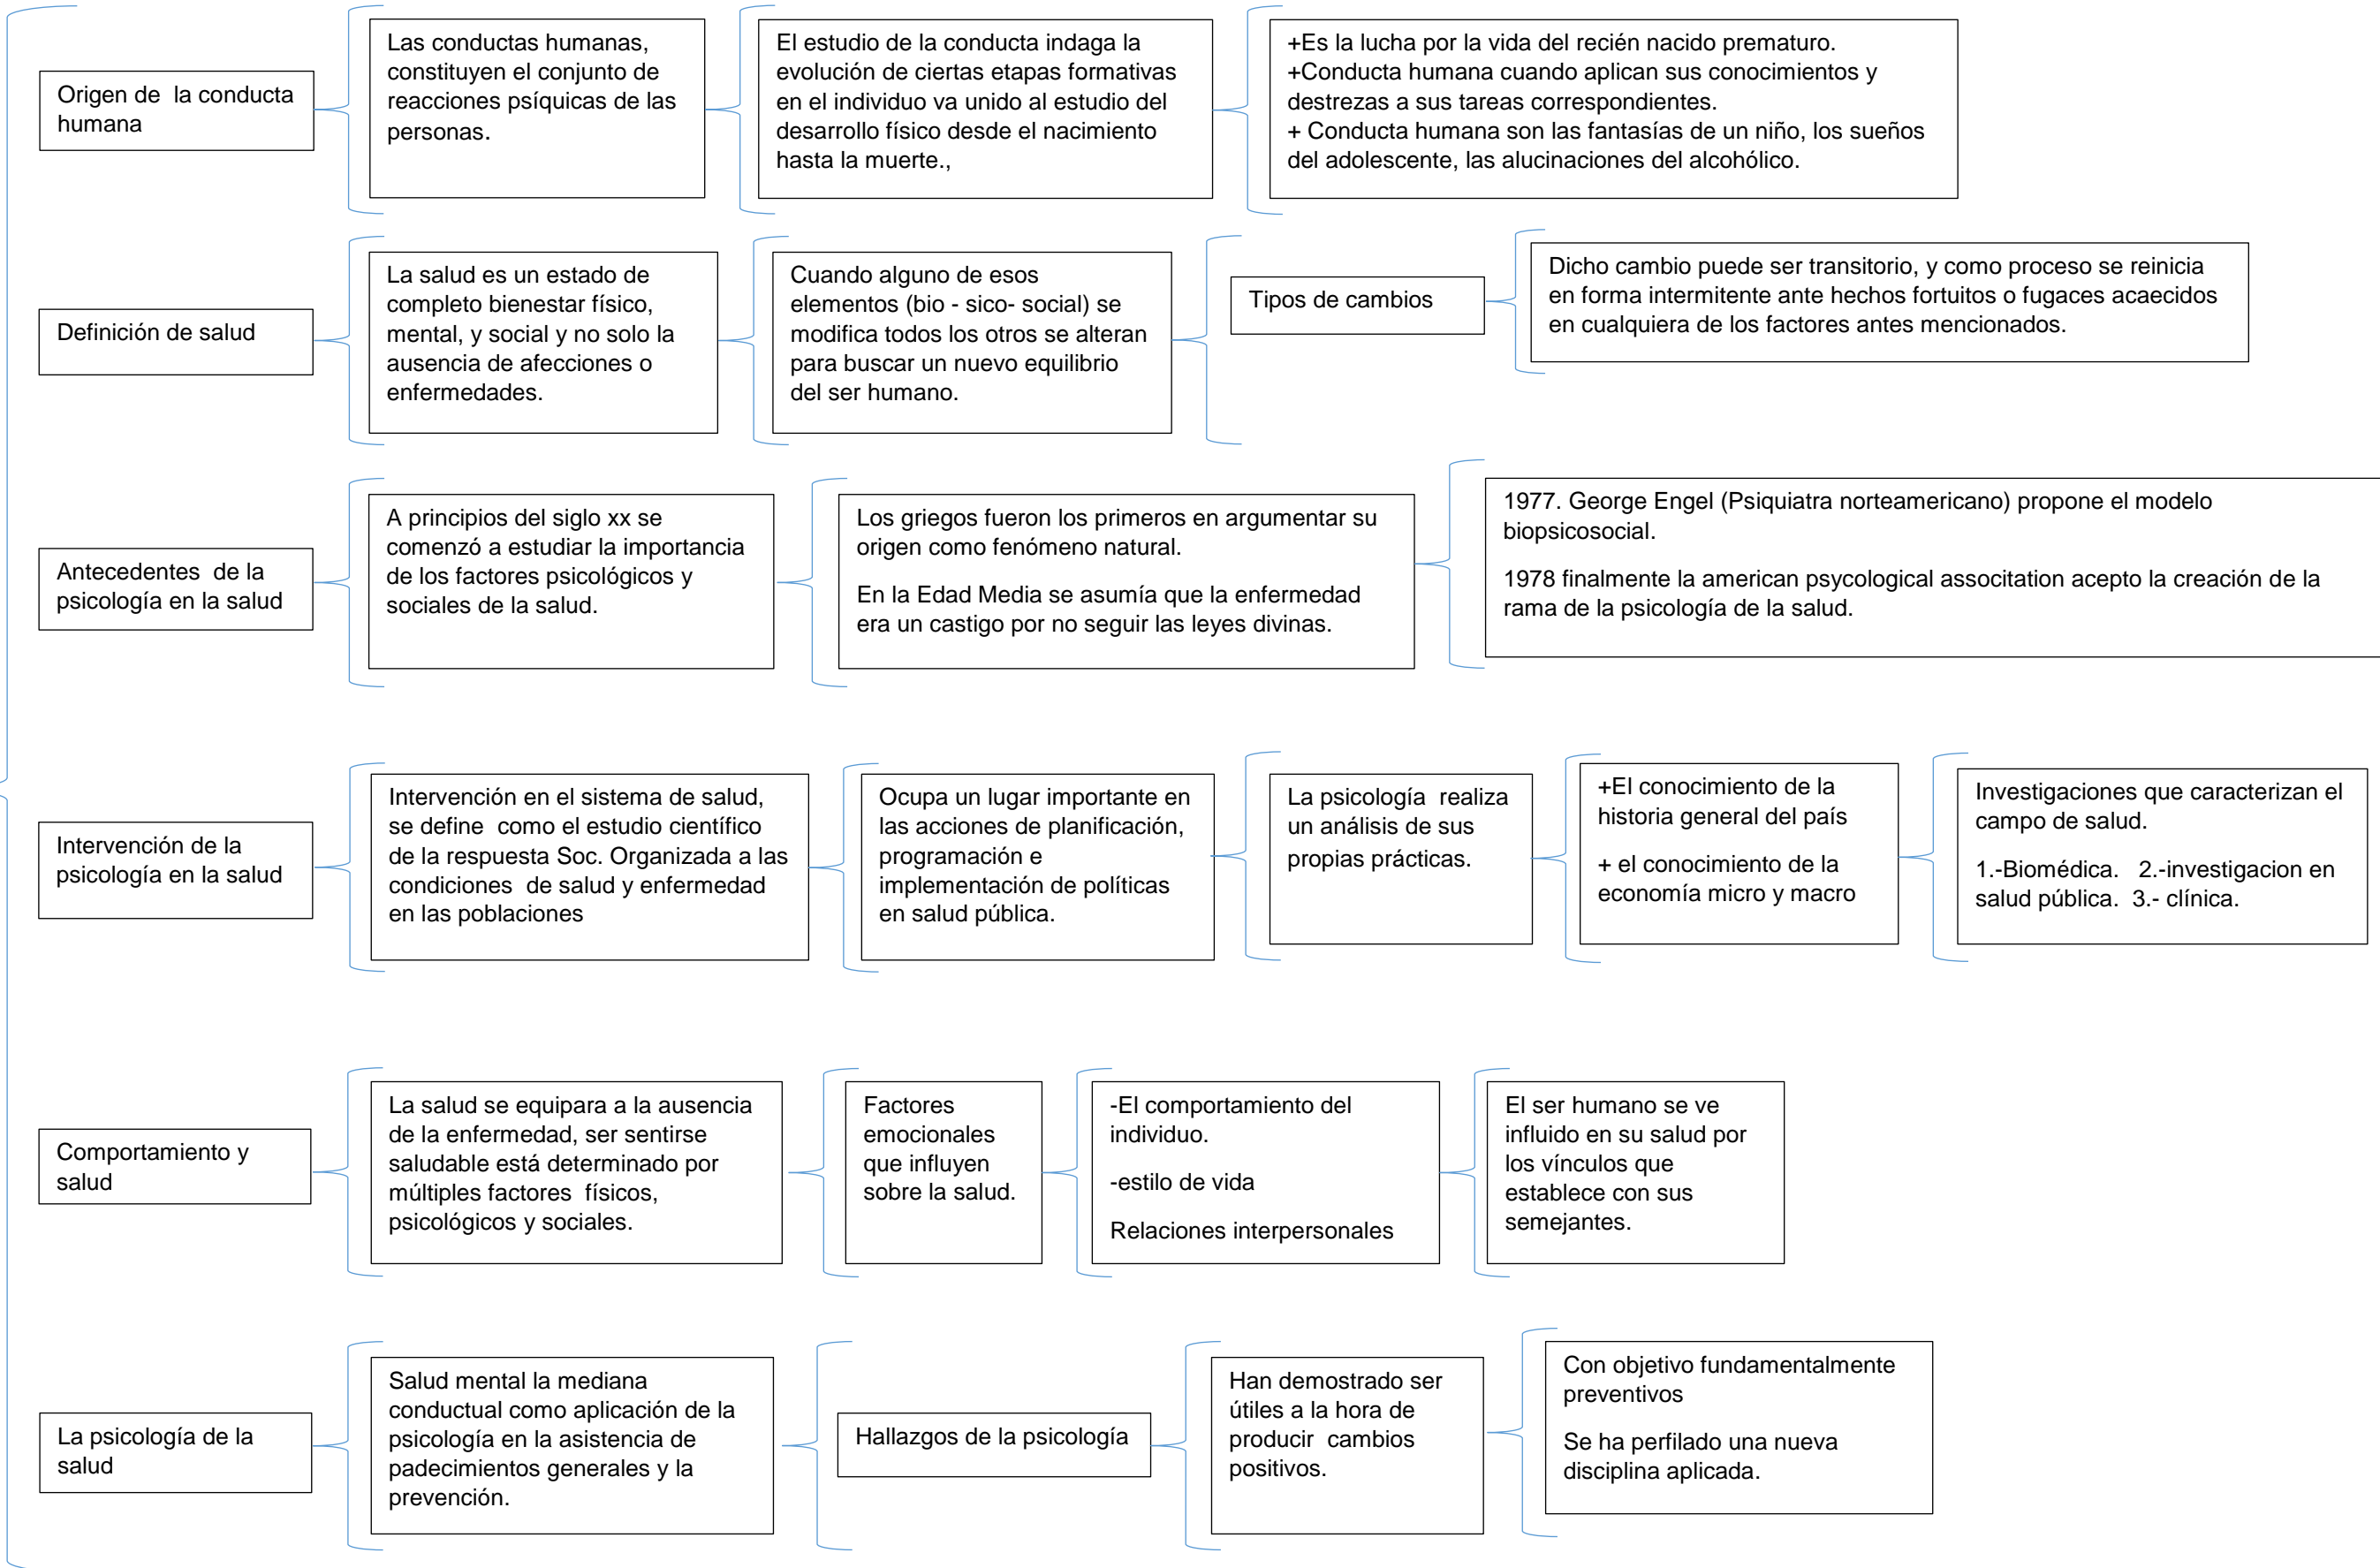 Origen de  la conducta
humana
Las conductas humanas,
constituyen el conjunto de
reacciones psíquicas de las
personas.
El estudio de la conducta indaga la
evolución de ciertas etapas formativas
en el individuo va unido al estudio del
desarrollo físico desde el nacimiento
hasta la muerte.,
+Es la lucha por la vida del recién nacido prematuro.
+Conducta humana cuando aplican sus conocimientos y
destrezas a sus tareas correspondientes.
+ Conducta humana son las fantasías de un niño, los sueños
del adolescente, las alucinaciones del alcohólico.
Definición de salud
La salud es un estado de
completo bienestar físico,
mental, y social y no solo la
ausencia de afecciones o
enfermedades.
Cuando alguno de esos
elementos (bio - sico- social) se
modifica todos los otros se alteran
para buscar un nuevo equilibrio
del ser humano.
Tipos de cambios
Dicho cambio puede ser transitorio, y como proceso se reinicia
en forma intermitente ante hechos fortuitos o fugaces acaecidos
en cualquiera de los factores antes mencionados.
Antecedentes  de la
psicología en la salud
A principios del siglo xx se
comenzó a estudiar la importancia
de los factores psicológicos y
sociales de la salud.
Los griegos fueron los primeros en argumentar su
origen como fenómeno natural.
En la Edad Media se asumía que la enfermedad
era un castigo por no seguir las leyes divinas.
1977. George Engel (Psiquiatra norteamericano) propone el modelo
biopsicosocial.
1978 finalmente la american psycological associtation acepto la creación de la
rama de la psicología de la salud.
Intervención de la
psicología en la salud
Intervención en el sistema de salud,
se define  como el estudio científico
de la respuesta Soc. Organizada a las
condiciones  de salud y enfermedad
en las poblaciones
Ocupa un lugar importante en
las acciones de planificación,
programación e
implementación de políticas
en salud pública.
La psicología  realiza
un análisis de sus
propias prácticas.
+El conocimiento de la
historia general del país
+ el conocimiento de la
economía micro y macro
Investigaciones que caracterizan el
campo de salud.
1.-Biomédica.   2.-investigacion en
salud pública.  3.- clínica.
Comportamiento y
salud
La salud se equipara a la ausencia
de la enfermedad, ser sentirse
saludable está determinado por
múltiples factores  físicos,
psicológicos y sociales.
Factores
emocionales
que influyen
sobre la salud.
-El comportamiento del
individuo.
-estilo de vida
Relaciones interpersonales
El ser humano se ve
influido en su salud por
los vínculos que
establece con sus
semejantes.
La psicología de la
salud
Salud mental la mediana
conductual como aplicación de la
psicología en la asistencia de
padecimientos generales y la
prevención.
Hallazgos de la psicología
Han demostrado ser
útiles a la hora de
producir  cambios
positivos.
Con objetivo fundamentalmente
preventivos
Se ha perfilado una nueva
disciplina aplicada.